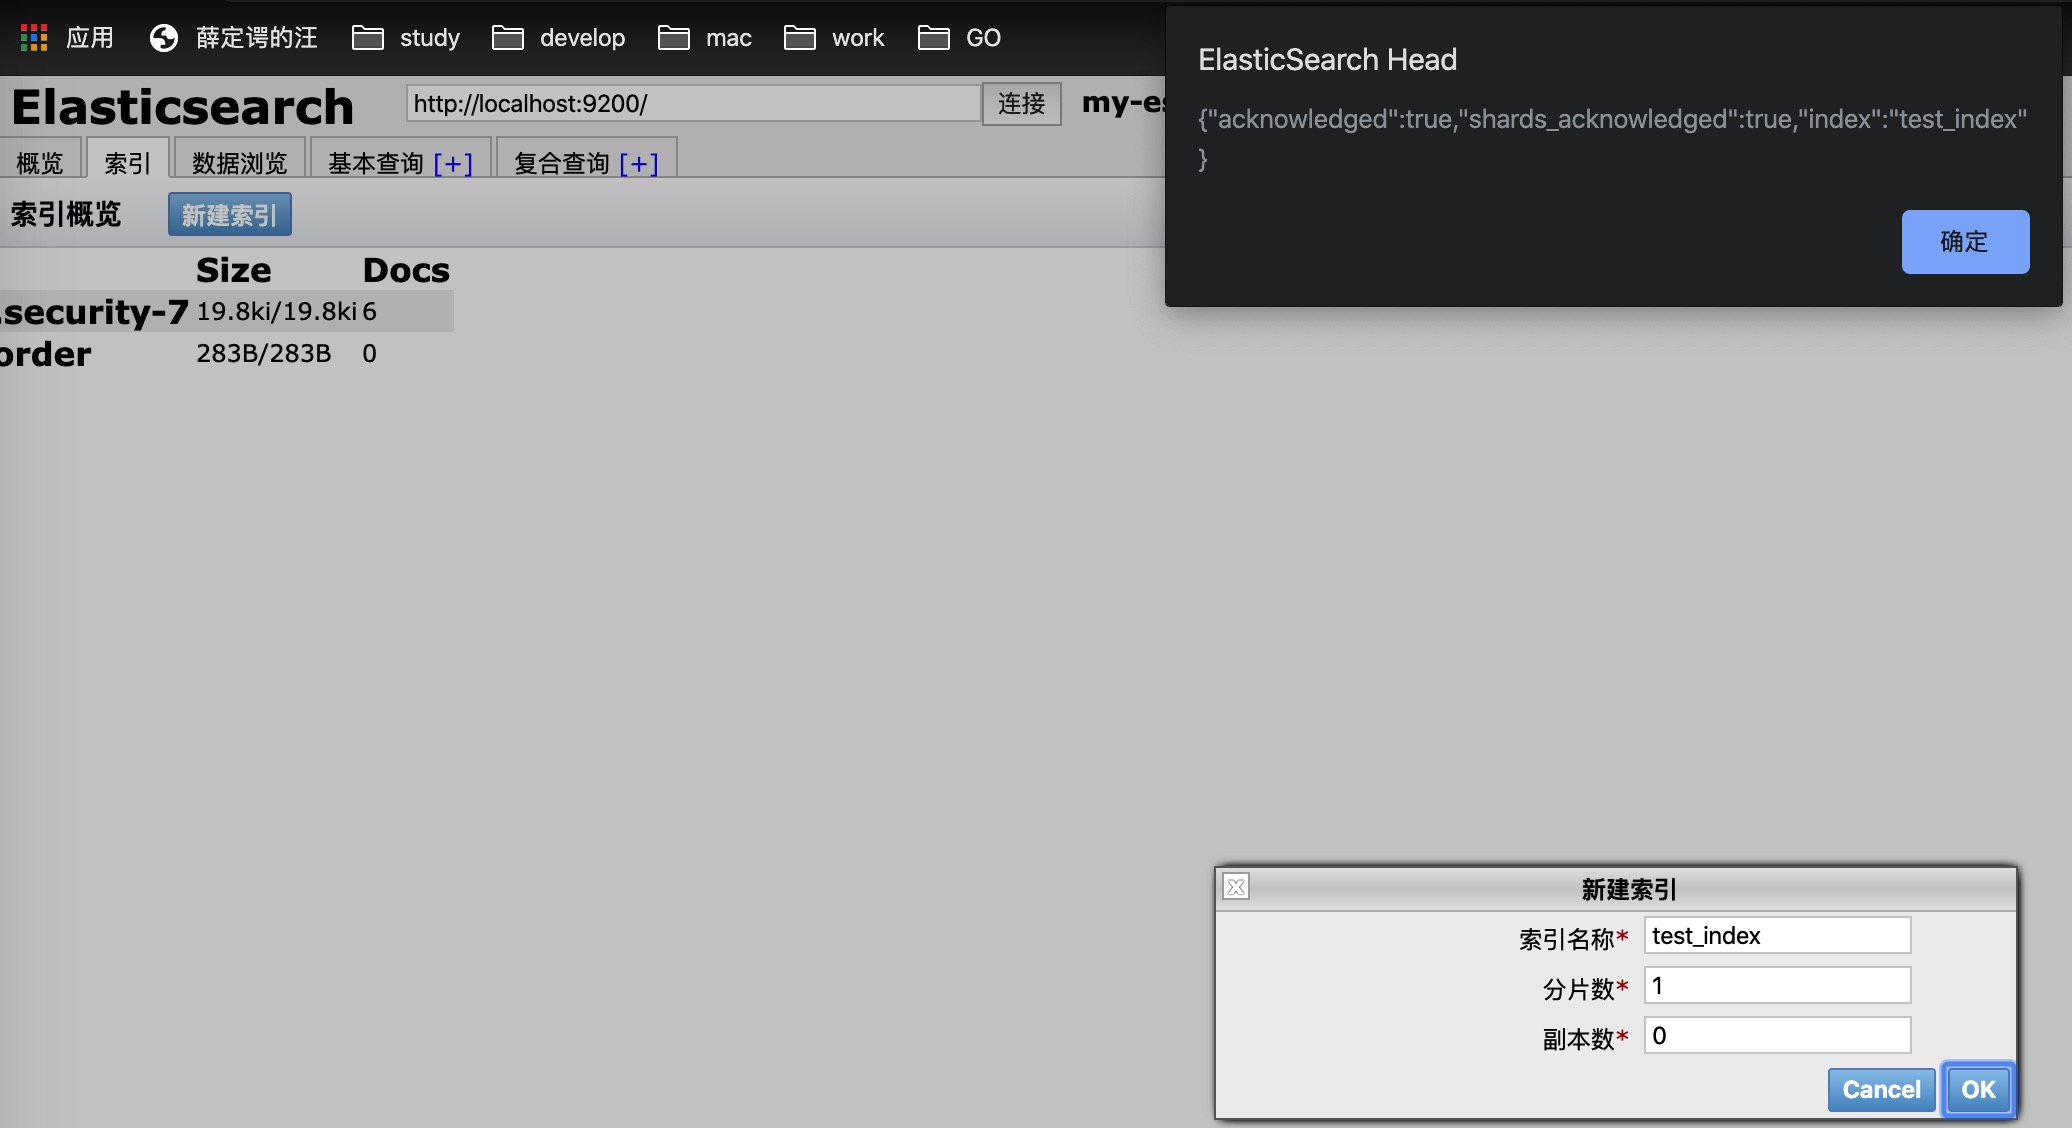 应用 薛定谔的汪 study develop mac work GO
ElasticSearch Head
{"acknowledged":true,"shards_acknowledged":true,"index":"test_index"
}
确定
Elasticsearch http://localhost:9200/ 连接 my-es
概览 索引 数据浏览 基本查询 [+] 复合查询 [+]
索引概览 新建索引
Size Docs
.security-7 19.8ki/19.8ki 6
order 283B/283B 0
新建索引
索引名称* test_index
分片数* 1
副本数* 0
Cancel OK